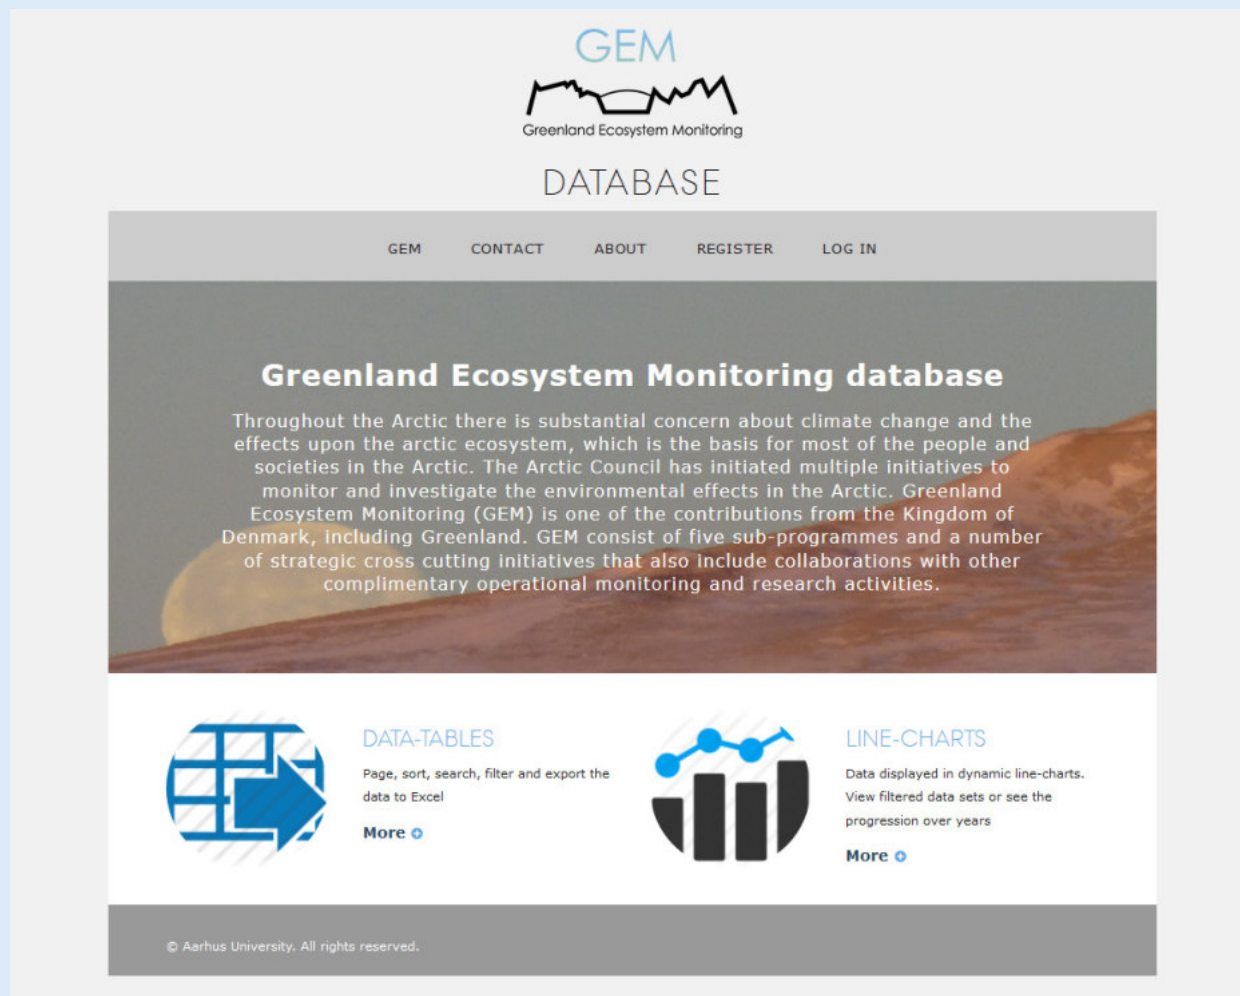 GEM
Greenland Ecosystem Monitoring
DATABASE
GEM CONTACT ABOUT REGISTER LOG IN
Greenland Ecosystem Monitoring database
Throughout the Arctic there is substantial concern about climate change and the
effects upon the arctic ecosystem, which is the basis for most of the people and
societies in the Arctic. The Arctic Council has initiated multiple initiatives to
monitor and investigate the environmental effects in the Arctic. Greenland
Ecosystem Monitoring (GEM) is one of the contributions from the Kingdom of
Denmark, including Greenland. GEM consist of five sub-programmes and a number
of strategic cross cutting initiatives that also include collaborations with other
complimentary operational monitoring and research activities.
DATA-TABLES
Page, sort, search, filter and export the
data to Excel
More
LINE-CHARTS
Data displayed in dynamic line-charts.
View filtered data sets or see the
progression over years
More
© Aarhus University. All rights reserved.